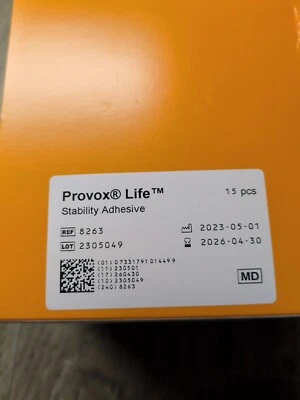 Provox® Life™ 15 pcs
Stability Adhesive
REF 8263 2023-05-01
LOT 2305049 2026-04-30
(01) 07331791014499
(11) 230501
(17) 260430
(10) 2305049
(240) 8263
MD